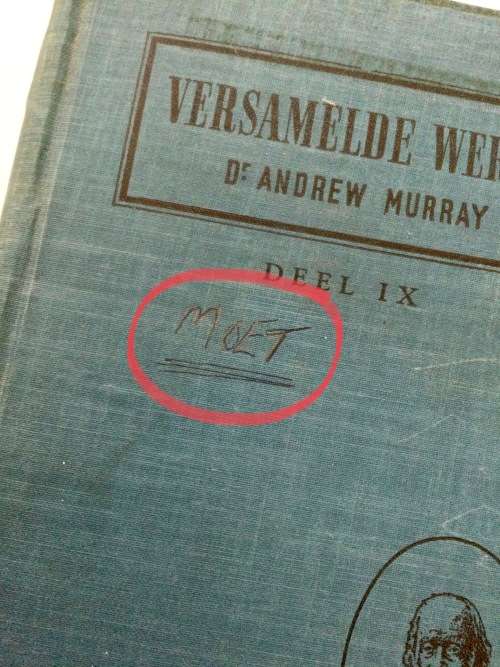 VERSAMELDE WER
Dr ANDREW MURRAY
DEEL IX
MOET